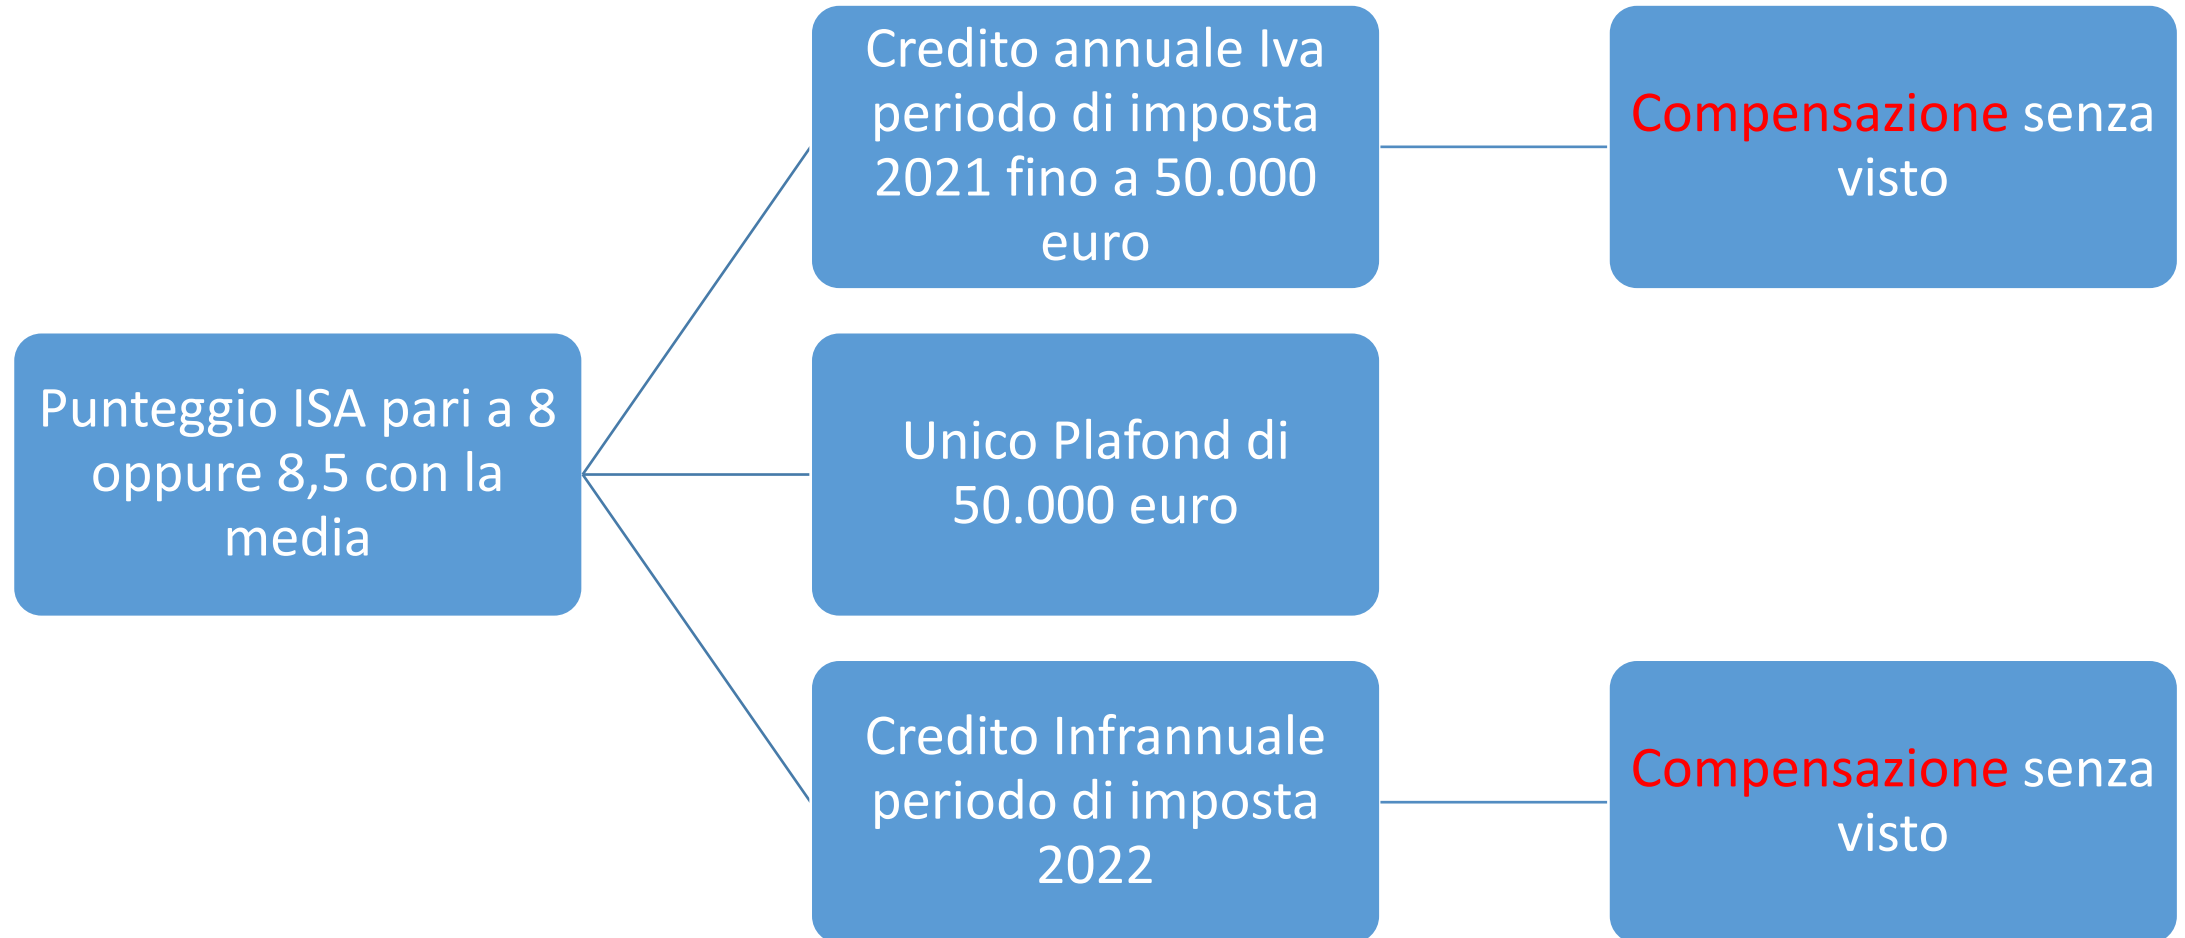 Punteggio ISA pari a 8
oppure 8,5 con la
media
Credito annuale Iva
periodo di imposta
2021 fino a 50.000
euro
Compensazione senza
visto
Unico Plafond di
50.000 euro
Credito Infrannuale
periodo di imposta
2022
Compensazione senza
visto